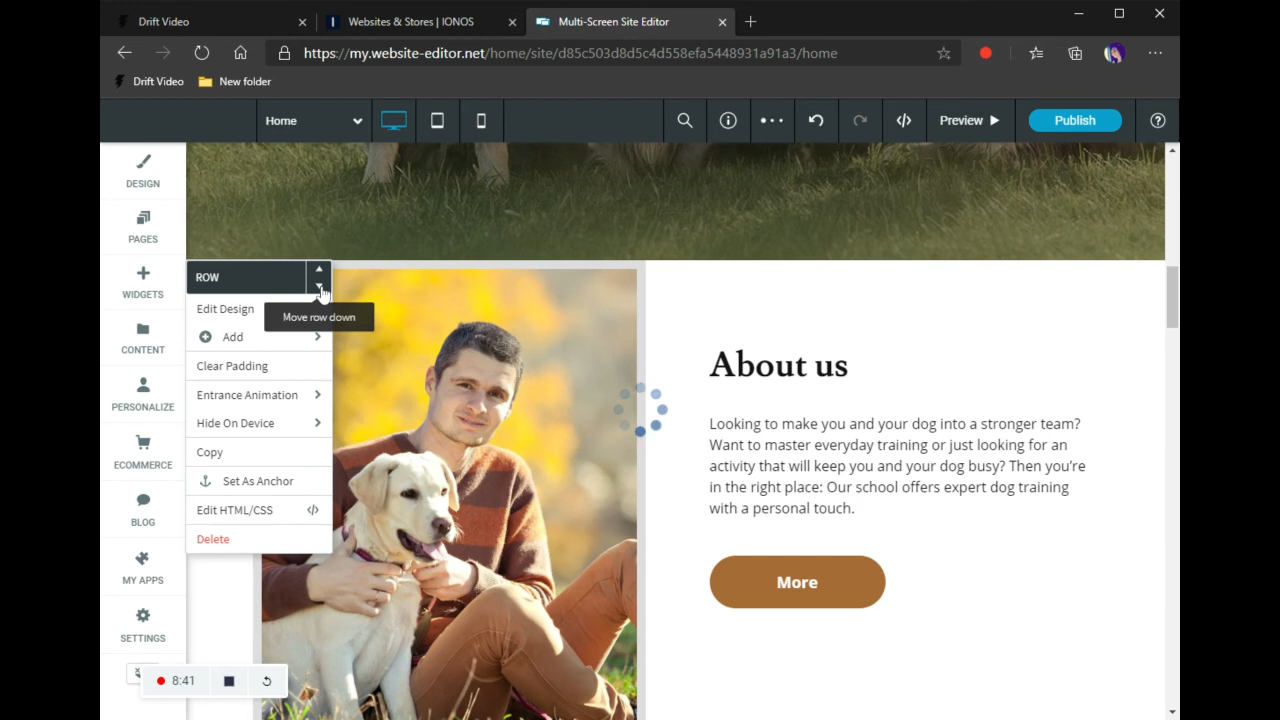 Drift Video
Websites & Stores | IONOS
Multi-Screen Site Editor
https://my.website-editor.net/home/site/d85c503d8d5c4d558efa5448931a91a3/home
Drift Video
New folder
Home
Preview
Publish
DESIGN
PAGES
WIDGETS
CONTENT
PERSONALIZE
ECOMMERCE
BLOG
MY APPS
SETTINGS
ROW
Move row down
Edit Design
Add
Clear Padding
Entrance Animation
Hide On Device
Copy
Set As Anchor
Edit HTML/CSS
Delete
About us
Looking to make you and your dog into a stronger team?
Want to master everyday training or just looking for an
activity that will keep you and your dog busy? Then you're
in the right place: Our school offers expert dog training
with a personal touch.
More
8:41